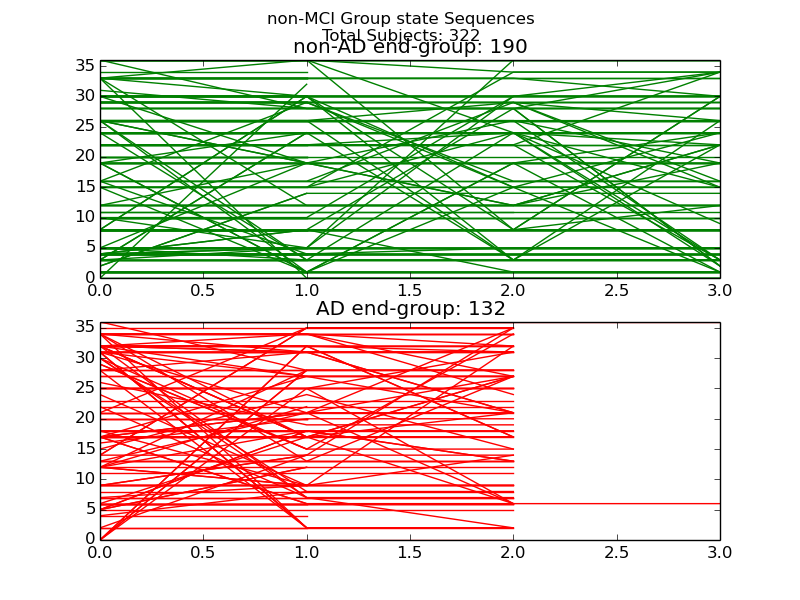 non-MCI Group state Sequences
Total Subjects: 322
non-AD end-group: 190
35
30
25
20
15
10
5
0
0.0 0.5 1.0 1.5 2.0 2.5 3.0
AD end-group: 132
35
30
25
20
15
10
5
0
0.0 0.5 1.0 1.5 2.0 2.5 3.0